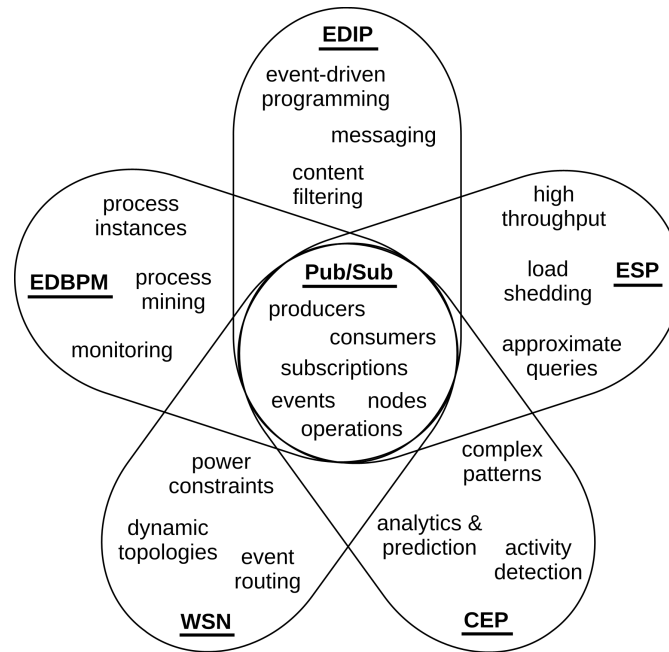 EDIP
event-driven
programming
messaging
content
filtering
process
instances
EDBPM
process
mining
monitoring
high
throughput
load
shedding
ESP
approximate
queries
Pub/Sub
producers
consumers
subscriptions
events nodes
operations
power
constraints
dynamic
topologies
event
routing
WSN
complex
patterns
analytics &
prediction
activity
detection
CEP